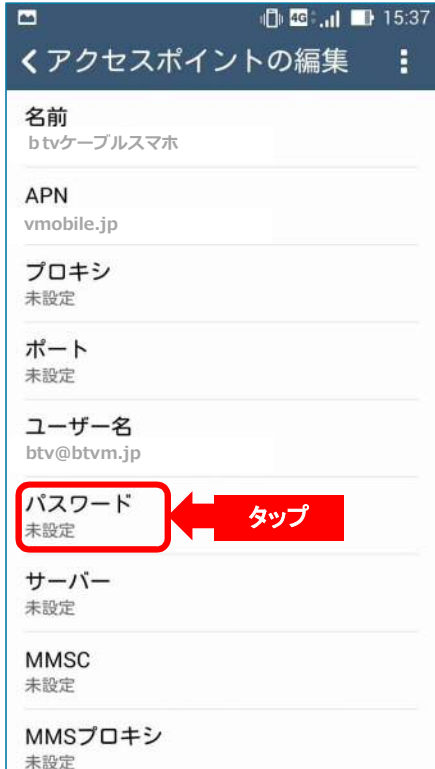 4G 15:37
アクセスポイントの編集
名前
btvケーブルスマホ
APN
vmobile.jp
プロキシ
未設定
ポート
未設定
ユーザー名
btv@btvm.jp
パスワード
未設定
タップ
サーバー
未設定
MMSC
未設定
MMSプロキシ
未設定